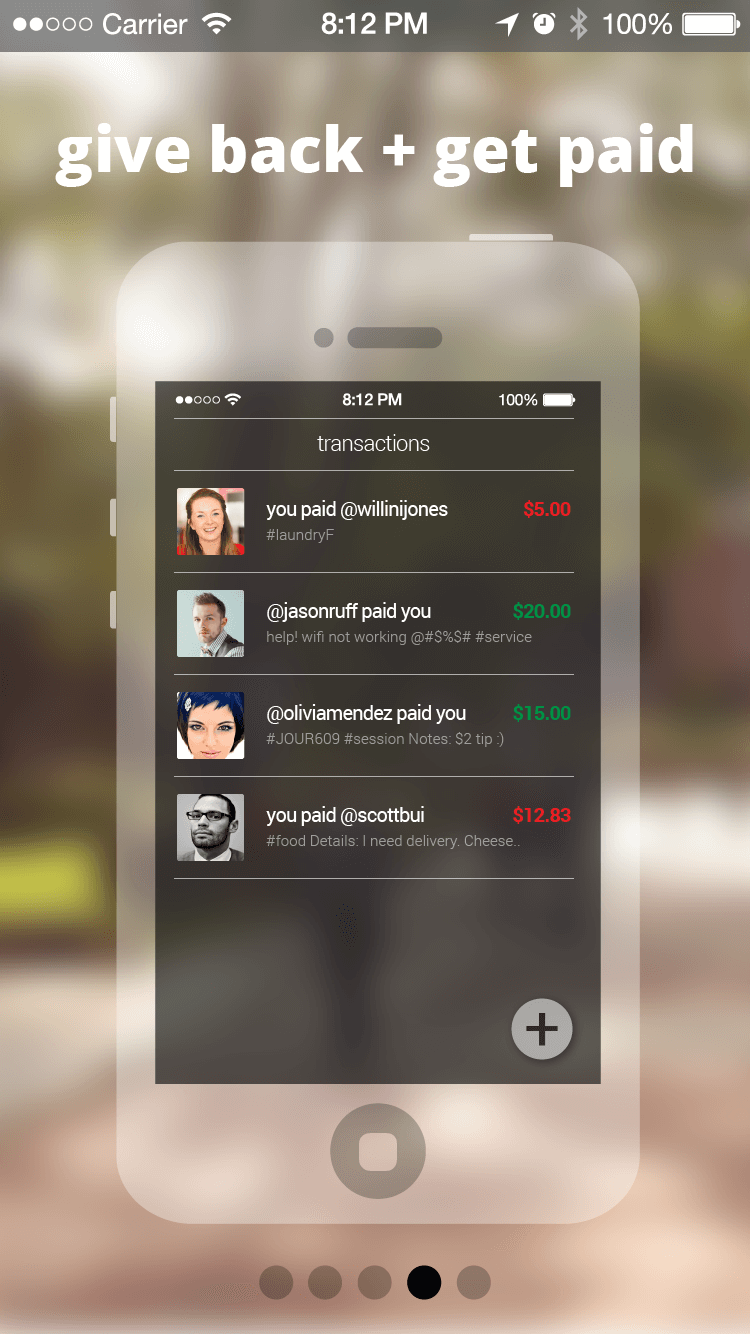 Carrier 8:12 PM 100%
give back + get paid
8:12 PM 100%
transactions
you paid @willinijones $5.00
#laundryF
@jasonruff paid you $20.00
help! wifi not working @#$%$# #service
@oliviamendez paid you $15.00
#JOUR609 #session Notes: $2 tip :)
you paid @scottbui $12.83
#food Details: I need delivery. Cheese..
+